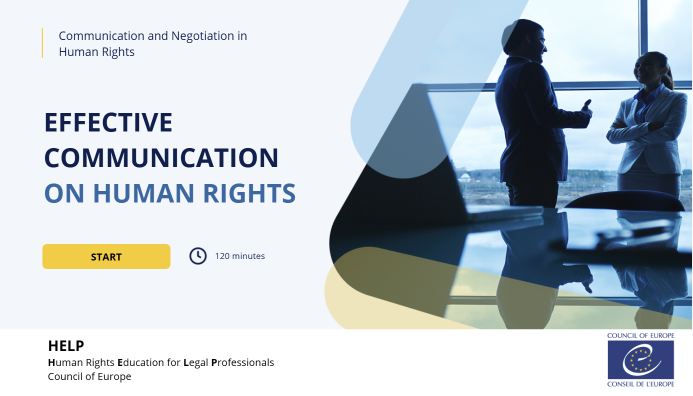 Communication and Negotiation in
Human Rights
EFFECTIVE
COMMUNICATION
ON HUMAN RIGHTS
START
120 minutes
HELP
Human Rights Education for Legal Professionals
Council of Europe
COUNCIL OF EUROPE
CONSEIL DE L'EUROPE